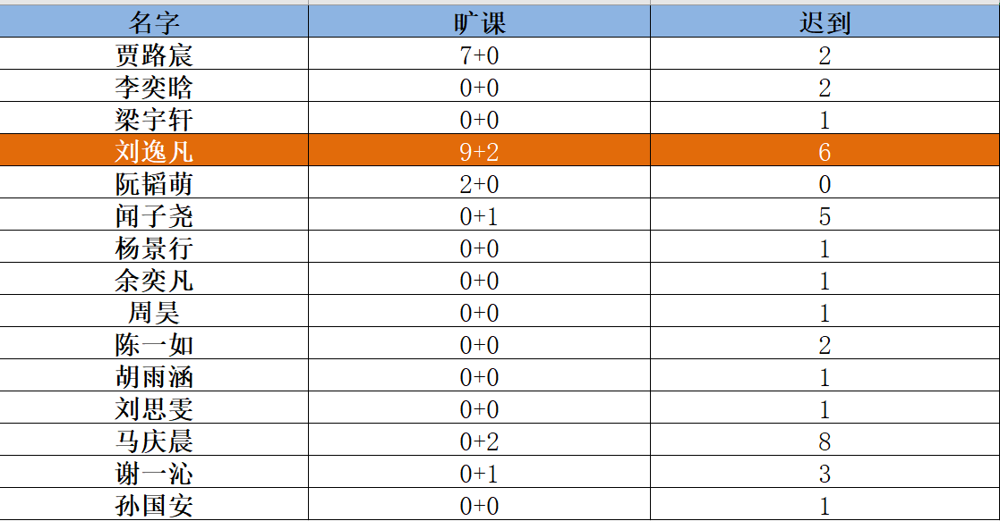 名字 旷课 迟到
贾路宸 7+0 2
李奕晗 0+0 2
梁宇轩 0+0 1
刘逸凡 9+2 6
阮韬萌 2+0 0
闻子尧 0+1 5
杨景行 0+0 1
余奕凡 0+0 1
周昊 0+0 1
陈一如 0+0 2
胡雨涵 0+0 1
刘思雯 0+0 1
马庆晨 0+2 8
谢一沁 0+1 3
孙国安 0+0 1